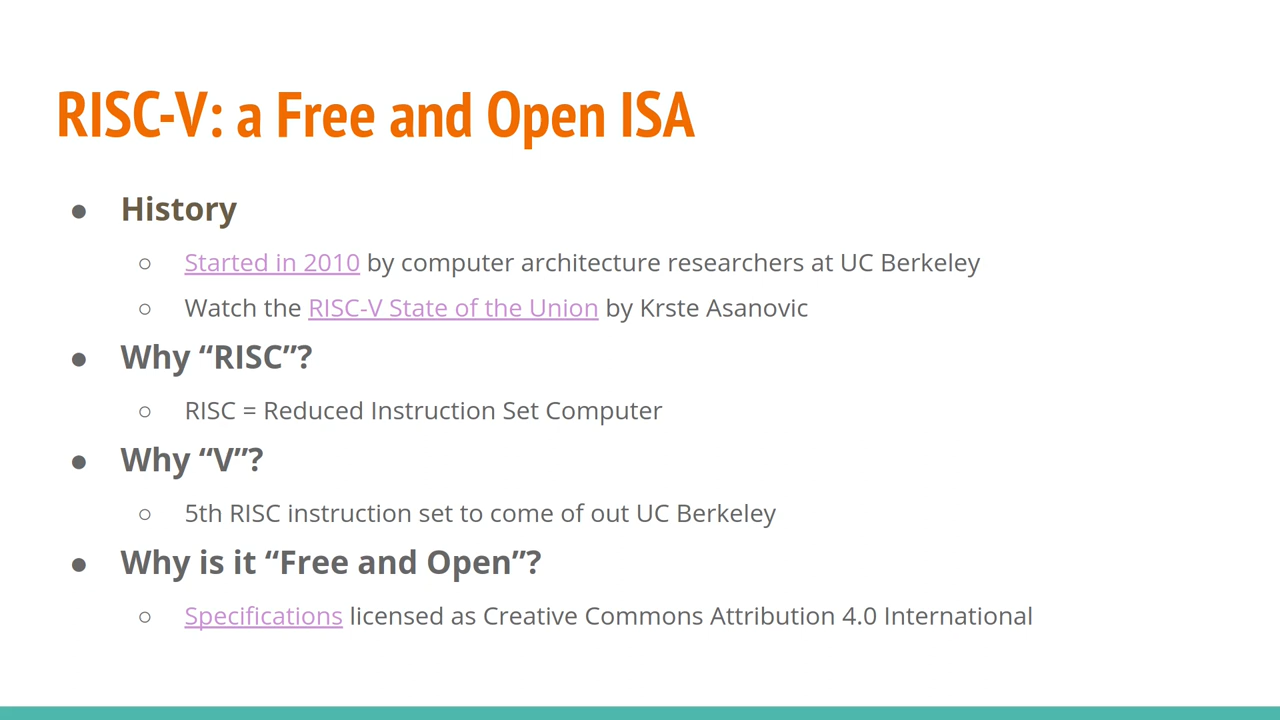 RISC-V: a Free and Open ISA
● History
○ Started in 2010 by computer architecture researchers at UC Berkeley
○ Watch the RISC-V State of the Union by Krste Asanovic
● Why “RISC”?
○ RISC = Reduced Instruction Set Computer
● Why “V”?
○ 5th RISC instruction set to come of out UC Berkeley
● Why is it “Free and Open”?
○ Specifications licensed as Creative Commons Attribution 4.0 International